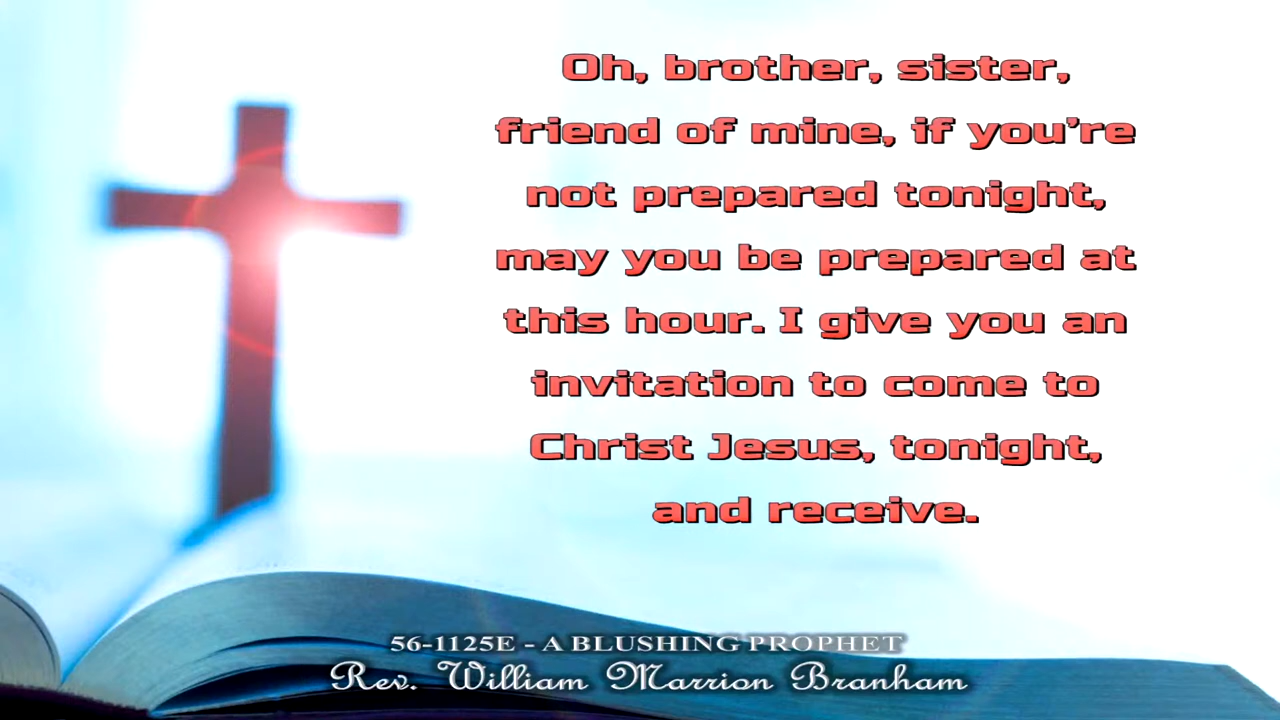 Oh, brother, sister,
friend of mine, if you’re
not prepared tonight,
may you be prepared at
this hour. I give you an
invitation to come to
Christ Jesus, tonight,
and receive.
56-1125E - A BLUSHING PROPHET
Rev. William Marrion Branham